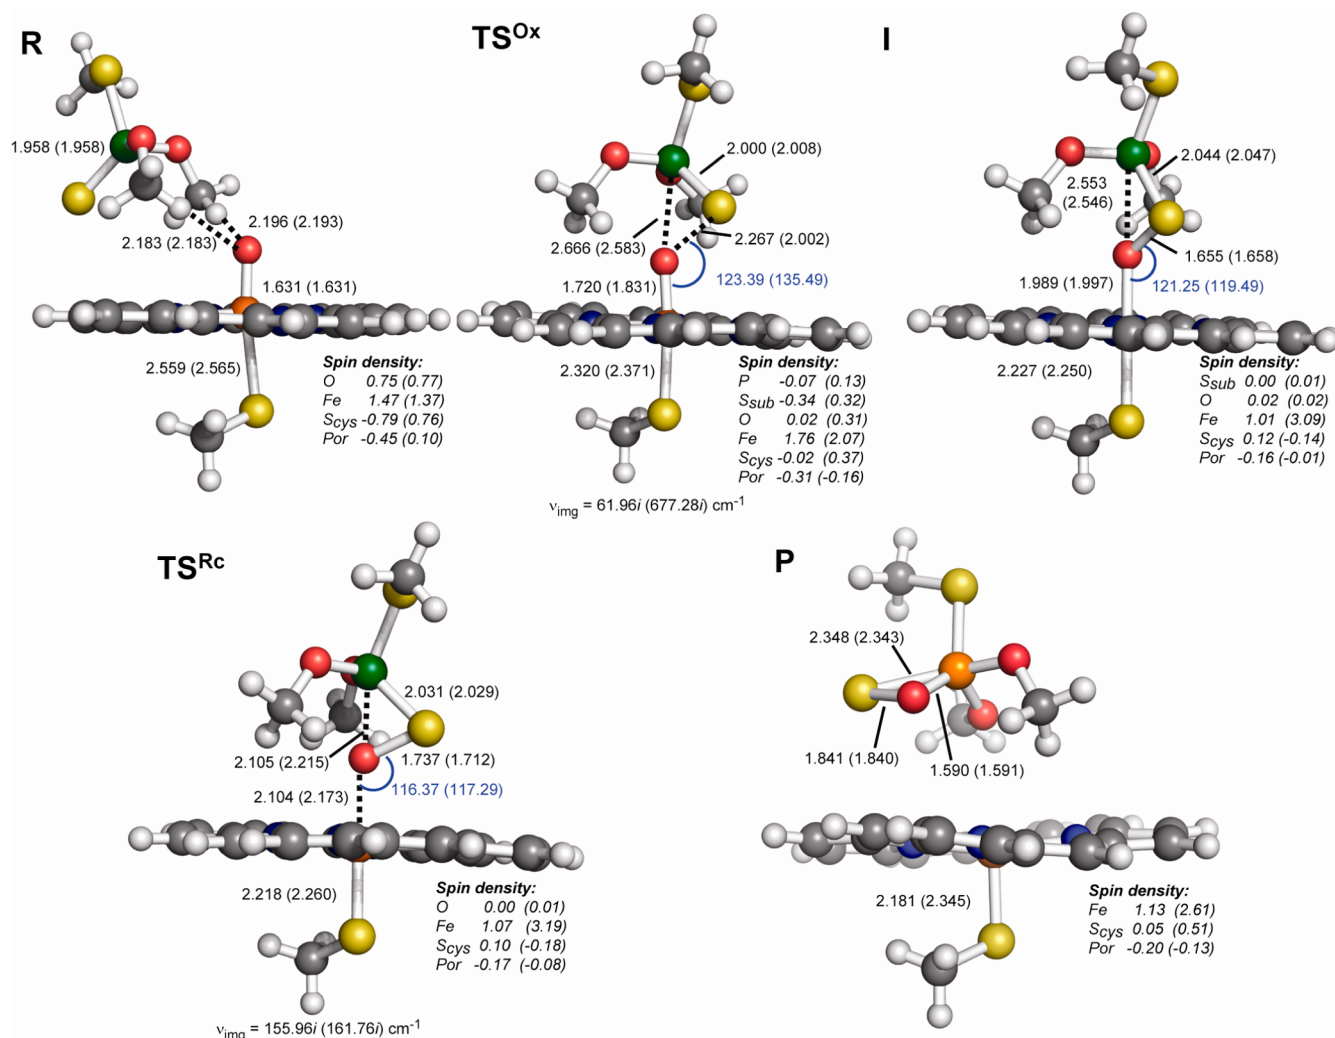 R
1.958 (1.958)
2.196 (2.193)
2.183 (2.183)
1.631 (1.631)
2.559 (2.565)
Spin density:
O 0.75 (0.77)
Fe 1.47 (1.37)
Scys -0.79 (0.76)
Por -0.45 (0.10)
TSOx
2.000 (2.008)
2.666 (2.583)
2.267 (2.002)
123.39 (135.49)
1.720 (1.831)
2.320 (2.371)
Spin density:
P -0.07 (0.13)
Ssub -0.34 (0.32)
O 0.02 (0.31)
Fe 1.76 (2.07)
Scys -0.02 (0.37)
Por -0.31 (-0.16)
νimg = 61.96i (677.28i) cm-1
I
2.044 (2.047)
2.553
(2.546)
1.655 (1.658)
1.989 (1.997)
121.25 (119.49)
2.227 (2.250)
Spin density:
Ssub 0.00 (0.01)
O 0.02 (0.02)
Fe 1.01 (3.09)
Scys 0.12 (-0.14)
Por -0.16 (-0.01)
TSRc
2.031 (2.029)
2.105 (2.215)
1.737 (1.712)
116.37 (117.29)
2.104 (2.173)
2.218 (2.260)
Spin density:
O 0.00 (0.01)
Fe 1.07 (3.19)
Scys 0.10 (-0.18)
Por -0.17 (-0.08)
νimg = 155.96i (161.76i) cm-1
P
2.348 (2.343)
1.841 (1.840)
1.590 (1.591)
2.181 (2.345)
Spin density:
Fe 1.13 (2.61)
Scys 0.05 (0.51)
Por -0.20 (-0.13)